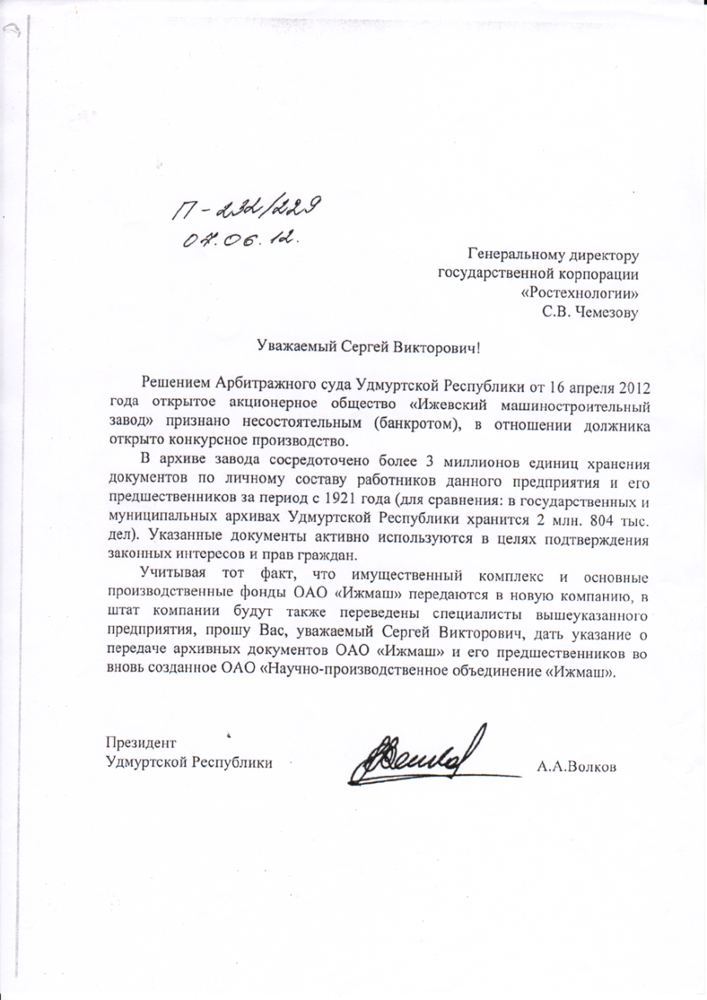 П-232/229
07.06.12.
Генеральному директору
государственной корпорации
«Ростехнологии»
С.В. Чемезову
Уважаемый Сергей Викторович!
Решением Арбитражного суда Удмуртской Республики от 16 апреля 2012
года открытое акционерное общество «Ижевский машиностроительный
завод» признано несостоятельным (банкротом), в отношении должника
открыто конкурсное производство.
В архиве завода сосредоточено более 3 миллионов единиц хранения
документов по личному составу работников данного предприятия и его
предшественников за период с 1921 года (для сравнения: в государственных и
муниципальных архивах Удмуртской Республики хранится 2 млн. 804 тыс.
дел). Указанные документы активно используются в целях подтверждения
законных интересов и прав граждан.
Учитывая тот факт, что имущественный комплекс и основные
производственные фонды ОАО «Ижмаш» передаются в новую компанию, в
штат компании будут также переведены специалисты вышеуказанного
предприятия, прошу Вас, уважаемый Сергей Викторович, дать указание о
передаче архивных документов ОАО «Ижмаш» и его предшественников во
вновь созданное ОАО «Научно-производственное объединение «Ижмаш».
Президент
Удмуртской Республики
А.А.Волков